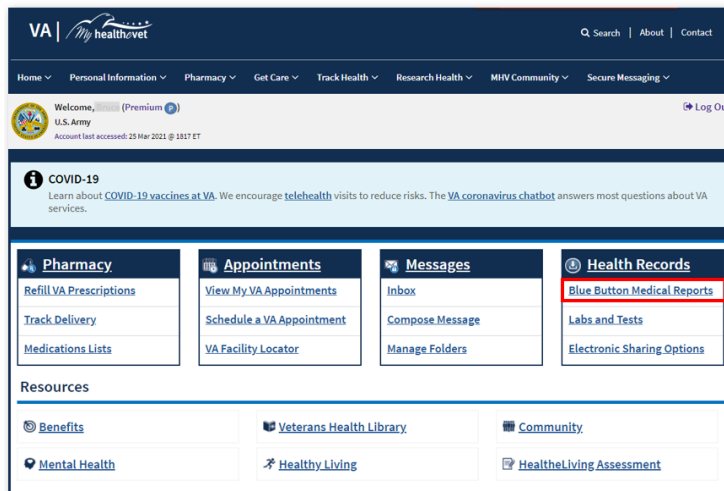 VA | My healthevet
Search | About | Contact
Home Personal Information Pharmacy Get Care Track Health Research Health MHV Community Secure Messaging
Welcome, (Premium P)
Log Ou
U.S. Army
Account last accessed: 25 Mar 2021 @ 1817 ET
COVID-19
Learn about COVID-19 vaccines at VA. We encourage telehealth visits to reduce risks. The VA coronavirus chatbot answers most questions about VA
services.
Pharmacy Appointments Messages Health Records
Refill VA Prescriptions View My VA Appointments Inbox Blue Button Medical Reports
Track Delivery Schedule a VA Appointment Compose Message Labs and Tests
Medications Lists VA Facility Locator Manage Folders Electronic Sharing Options
Resources
Benefits Veterans Health Library Community
Mental Health Healthy Living HealtheLiving Assessment